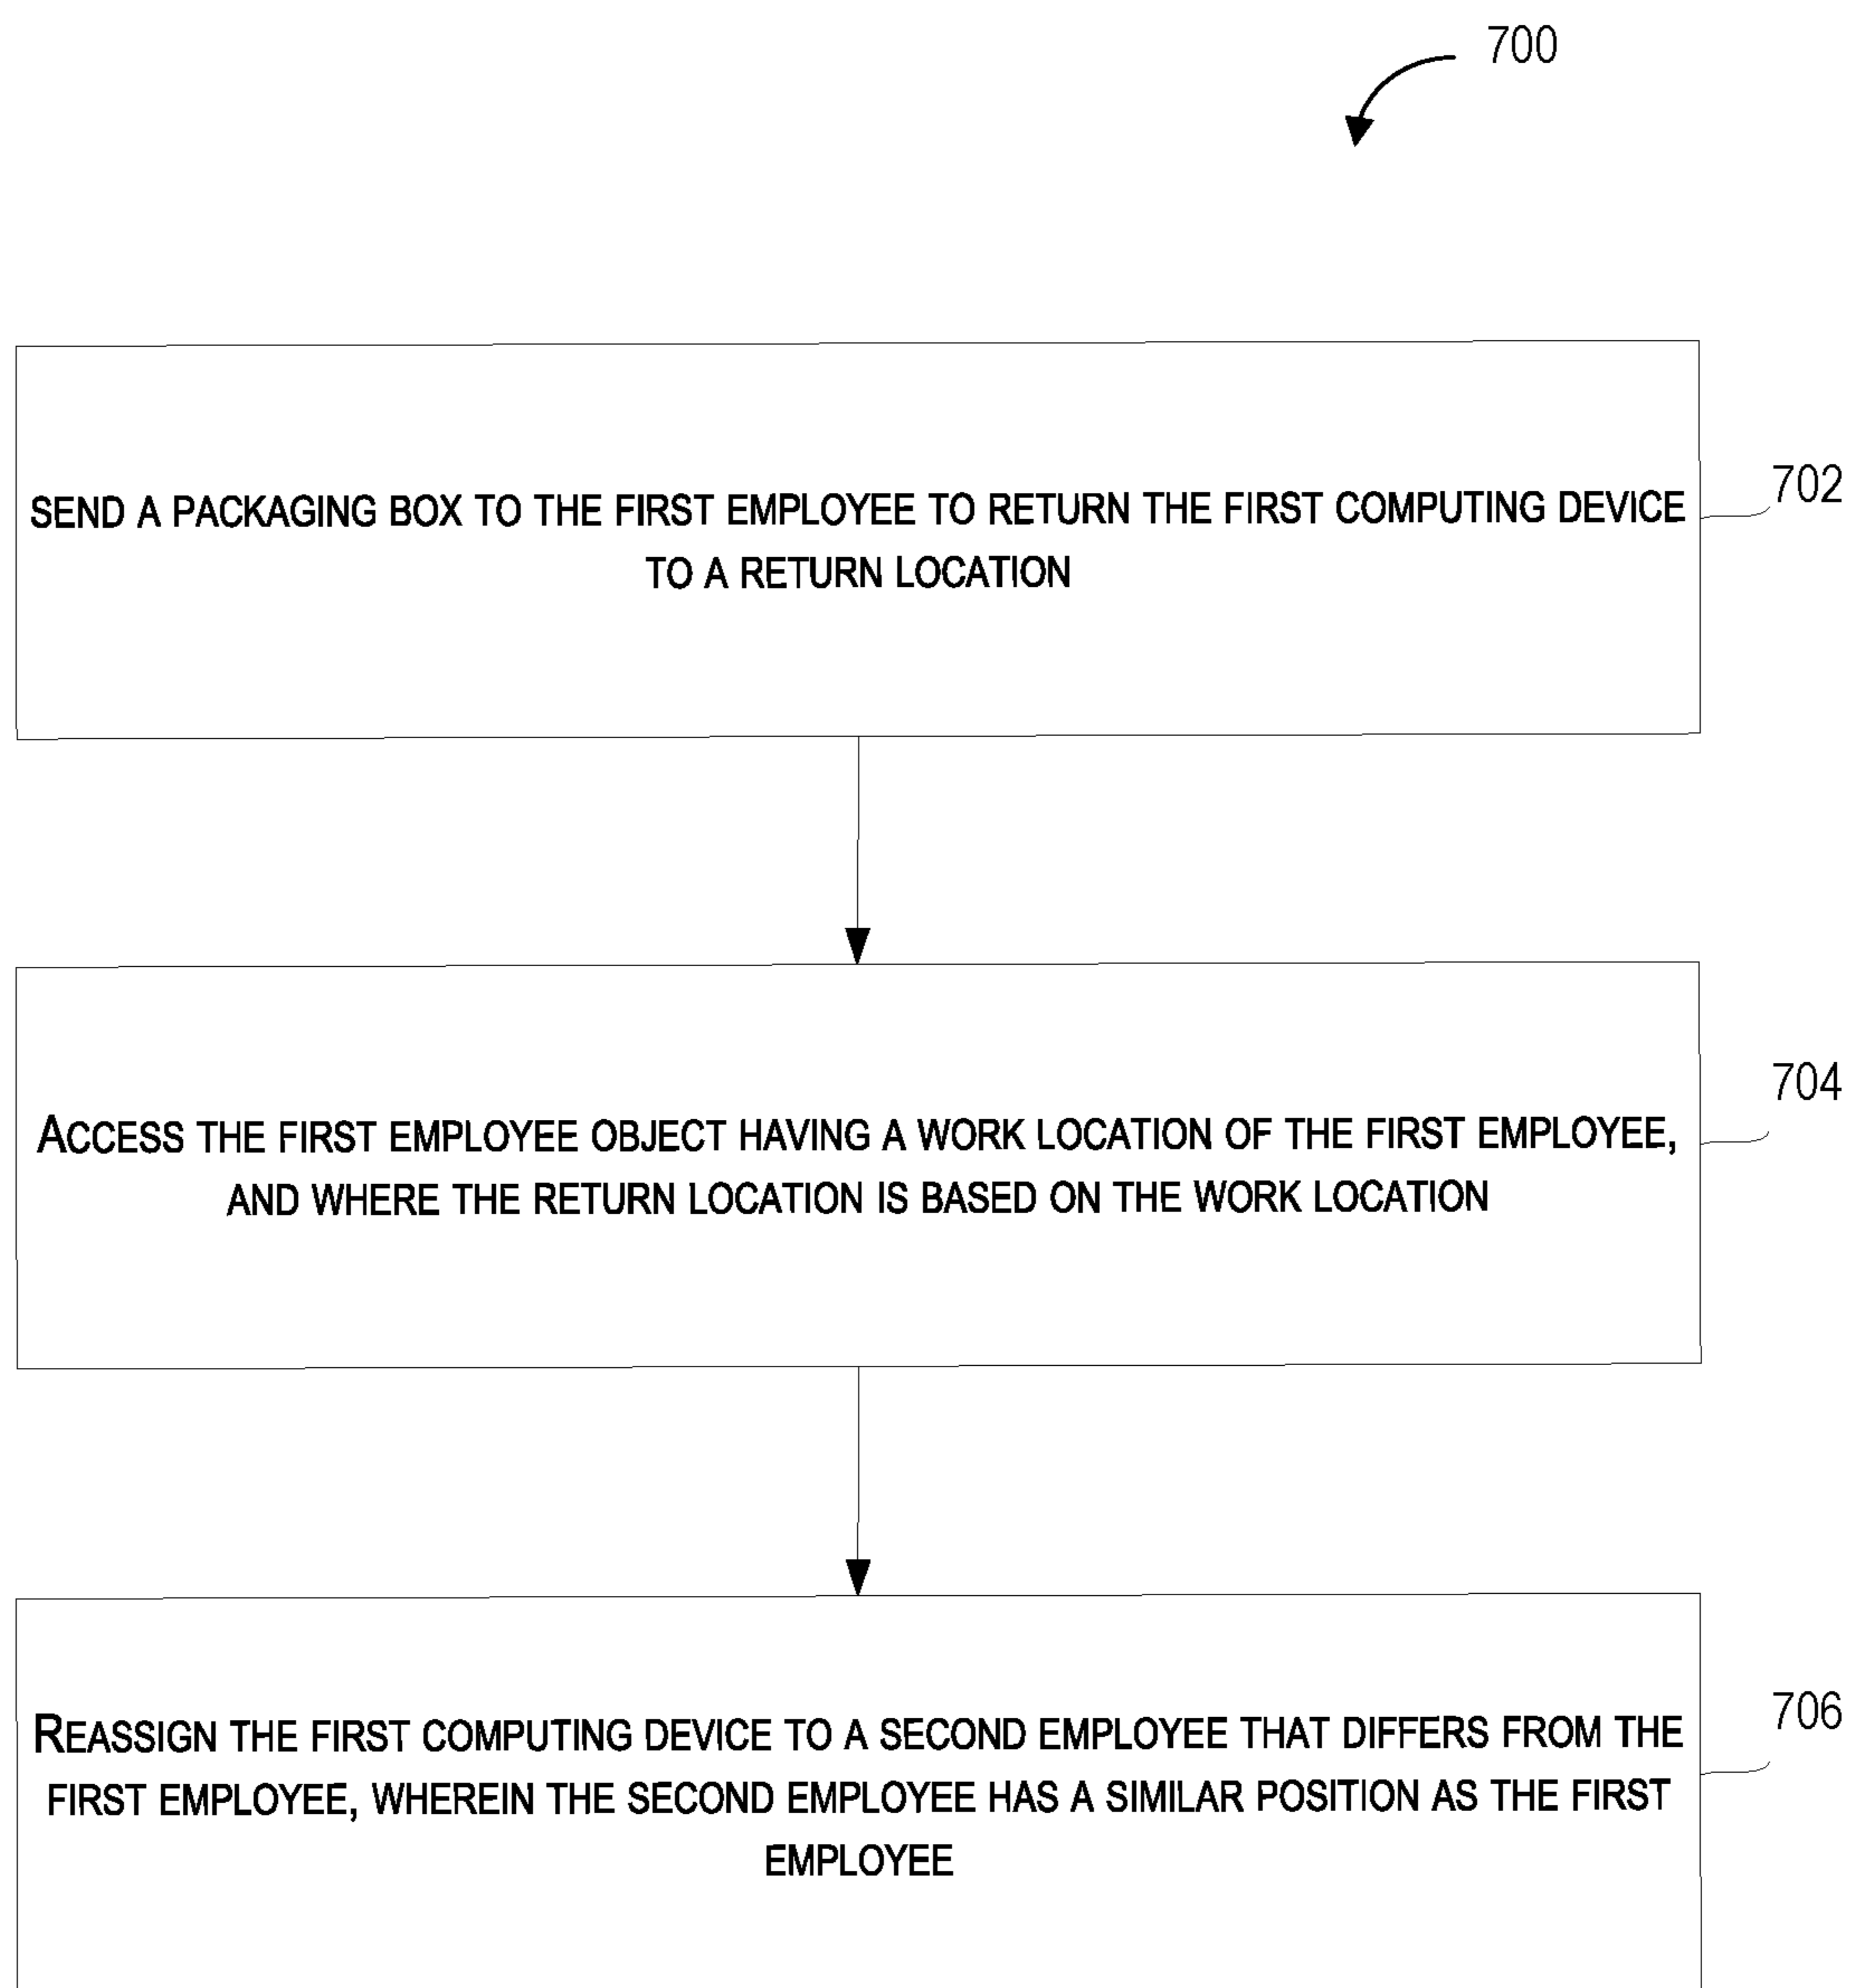 700
SEND A PACKAGING BOX TO THE FIRST EMPLOYEE TO RETURN THE FIRST COMPUTING DEVICE
TO A RETURN LOCATION
702
ACCESS THE FIRST EMPLOYEE OBJECT HAVING A WORK LOCATION OF THE FIRST EMPLOYEE,
AND WHERE THE RETURN LOCATION IS BASED ON THE WORK LOCATION
704
REASSIGN THE FIRST COMPUTING DEVICE TO A SECOND EMPLOYEE THAT DIFFERS FROM THE
FIRST EMPLOYEE, WHEREIN THE SECOND EMPLOYEE HAS A SIMILAR POSITION AS THE FIRST
EMPLOYEE
706